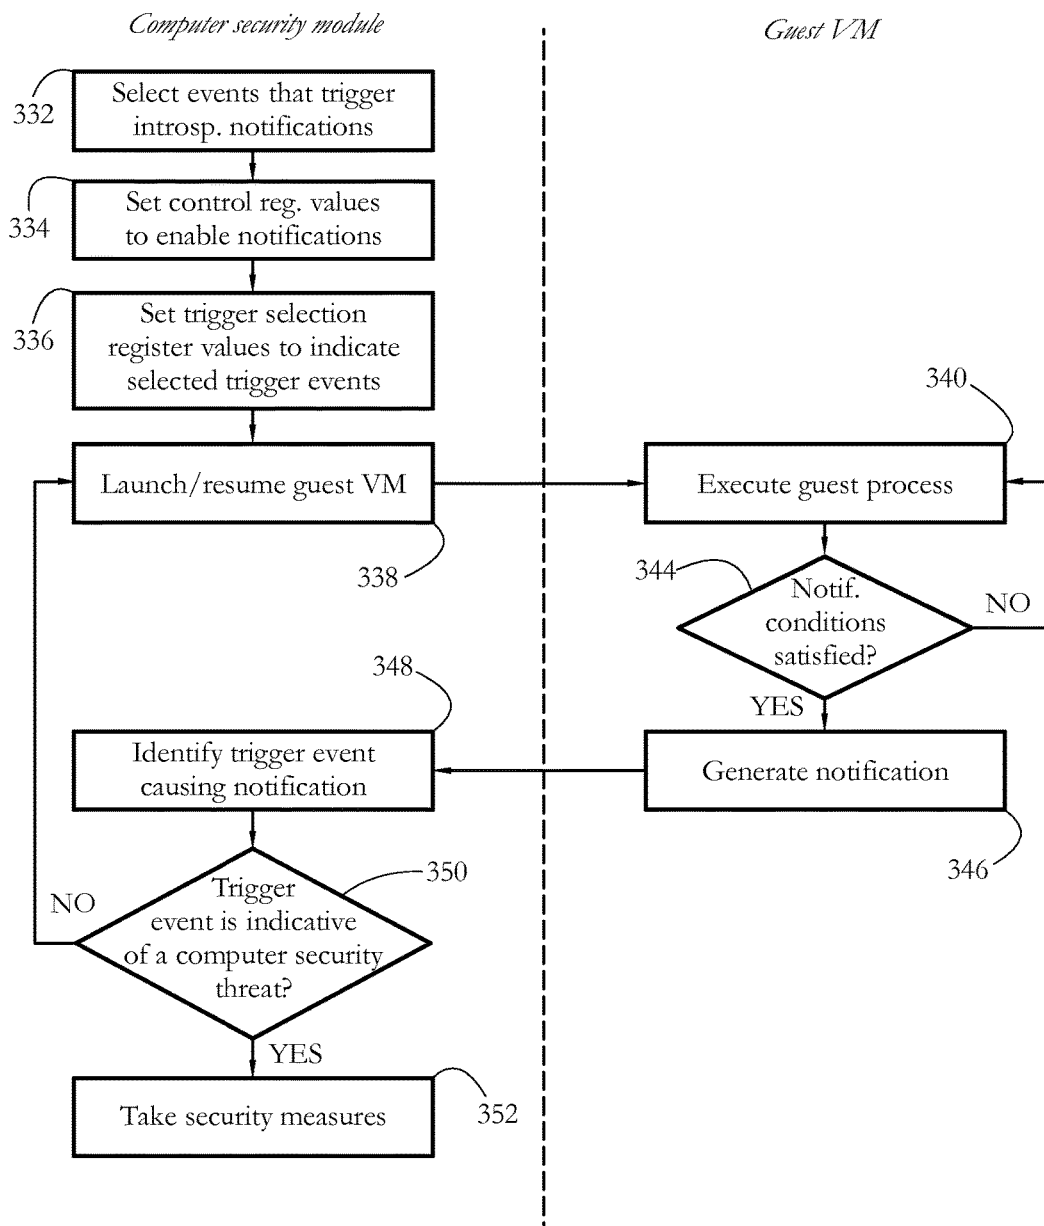 Computer security module
Guest VM
332
Select events that trigger
introsp. notifications
334
Set control reg. values
to enable notifications
336
Set trigger selection
register values to indicate
selected trigger events
340
Launch/resume guest VM
Execute guest process
338
344
Notif.
conditions
satisfied?
NO
YES
348
Identify trigger event
causing notification
Generate notification
346
350
NO
Trigger
event is indicative
of a computer security
threat?
YES
Take security measures
352